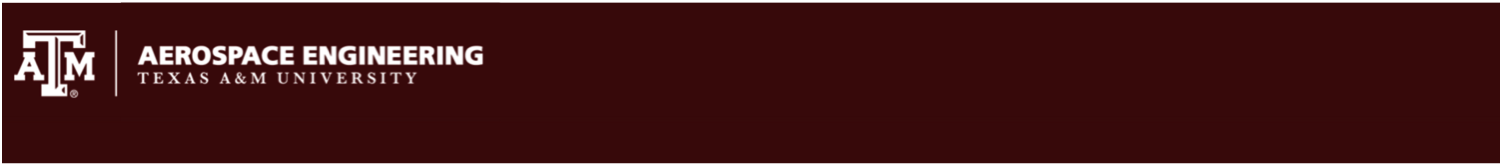 ATM®
AEROSPACE ENGINEERING
TEXAS A&M UNIVERSITY